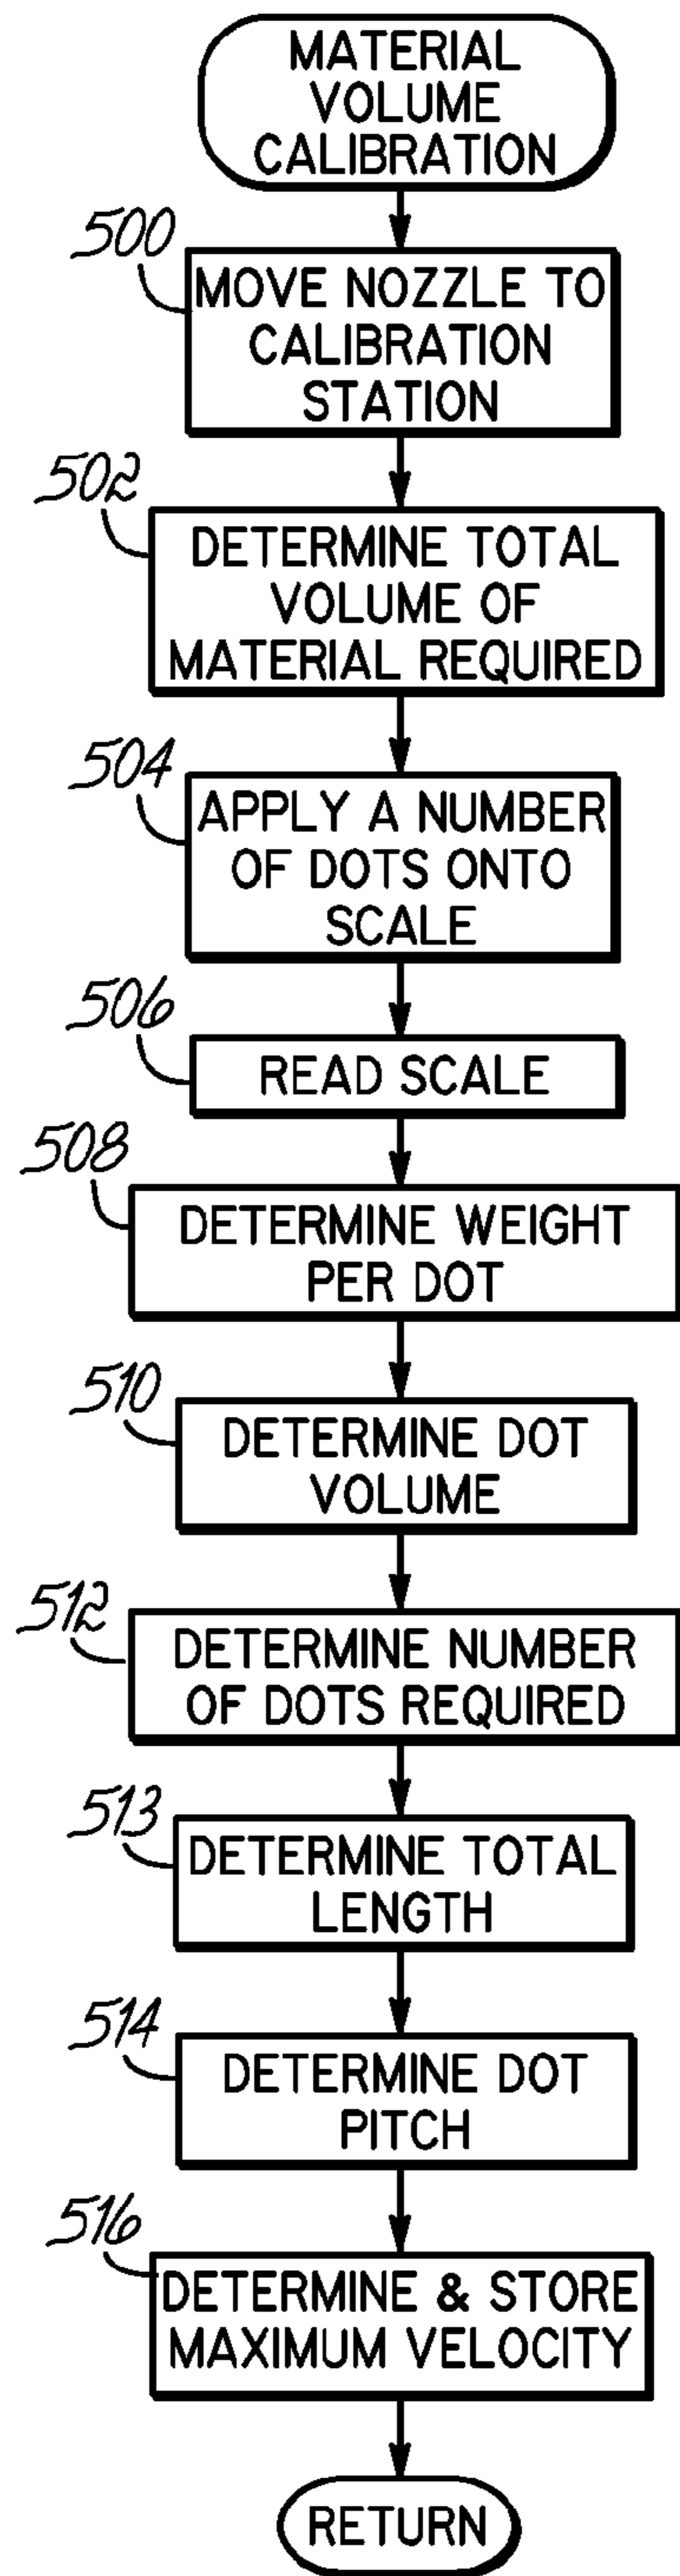 MATERIAL
VOLUME
CALIBRATION
500
MOVE NOZZLE TO
CALIBRATION
STATION
502
DETERMINE TOTAL
VOLUME OF
MATERIAL REQUIRED
504
APPLY A NUMBER
OF DOTS ONTO
SCALE
506
READ SCALE
508
DETERMINE WEIGHT
PER DOT
510
DETERMINE DOT
VOLUME
512
DETERMINE NUMBER
OF DOTS REQUIRED
513
DETERMINE TOTAL
LENGTH
514
DETERMINE DOT
PITCH
516
DETERMINE & STORE
MAXIMUM VELOCITY
RETURN